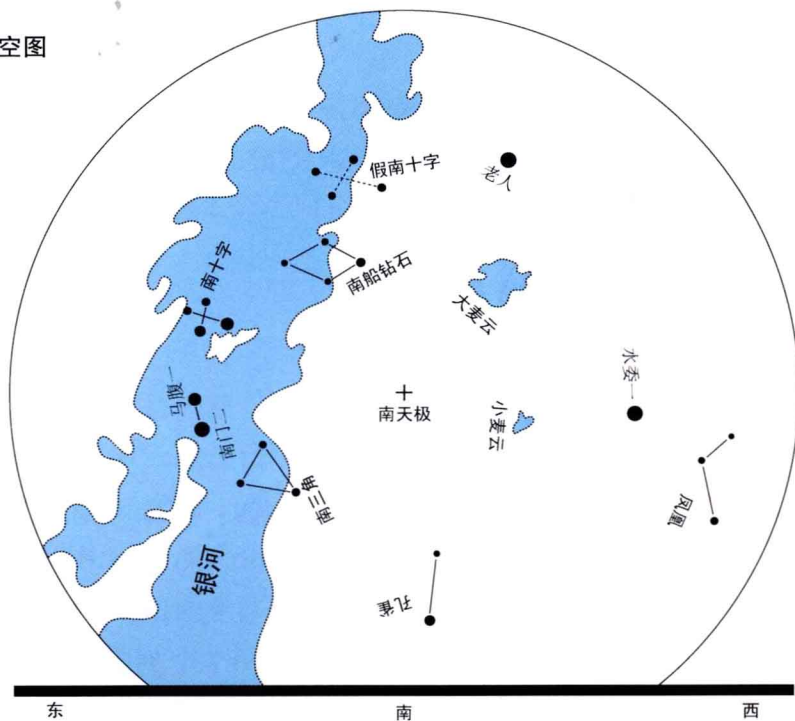 空图
假南十字
老人
南船钻石
南十字
大麦云
水委一
马腹一
南天极
小麦云
南门二
南三角
凤凰
银河
孔雀
东
南
西